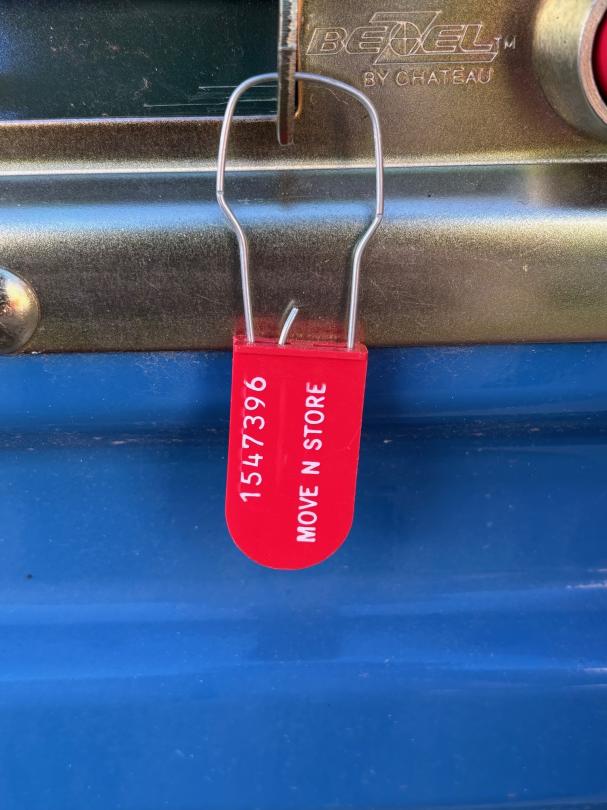 BEZEL™
BY CHATEAU
1547396
MOVE N STORE